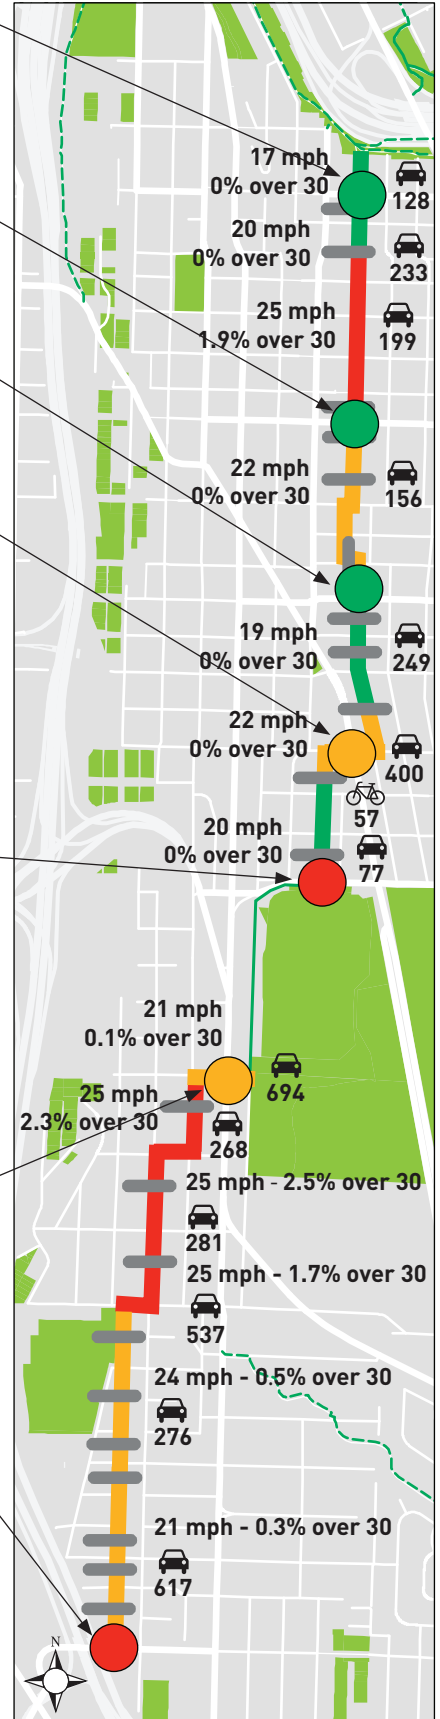 17 mph
0% over 30
128
20 mph
0% over 30
233
25 mph
1.9% over 30
199
22 mph
0% over 30
156
19 mph
0% over 30
249
22 mph
0% over 30
400
57
20 mph
0% over 30
77
21 mph
0.1% over 30
694
25 mph
2.3% over 30
268
25 mph - 2.5% over 30
281
25 mph - 1.7% over 30
537
24 mph - 0.5% over 30
276
21 mph - 0.3% over 30
617
N